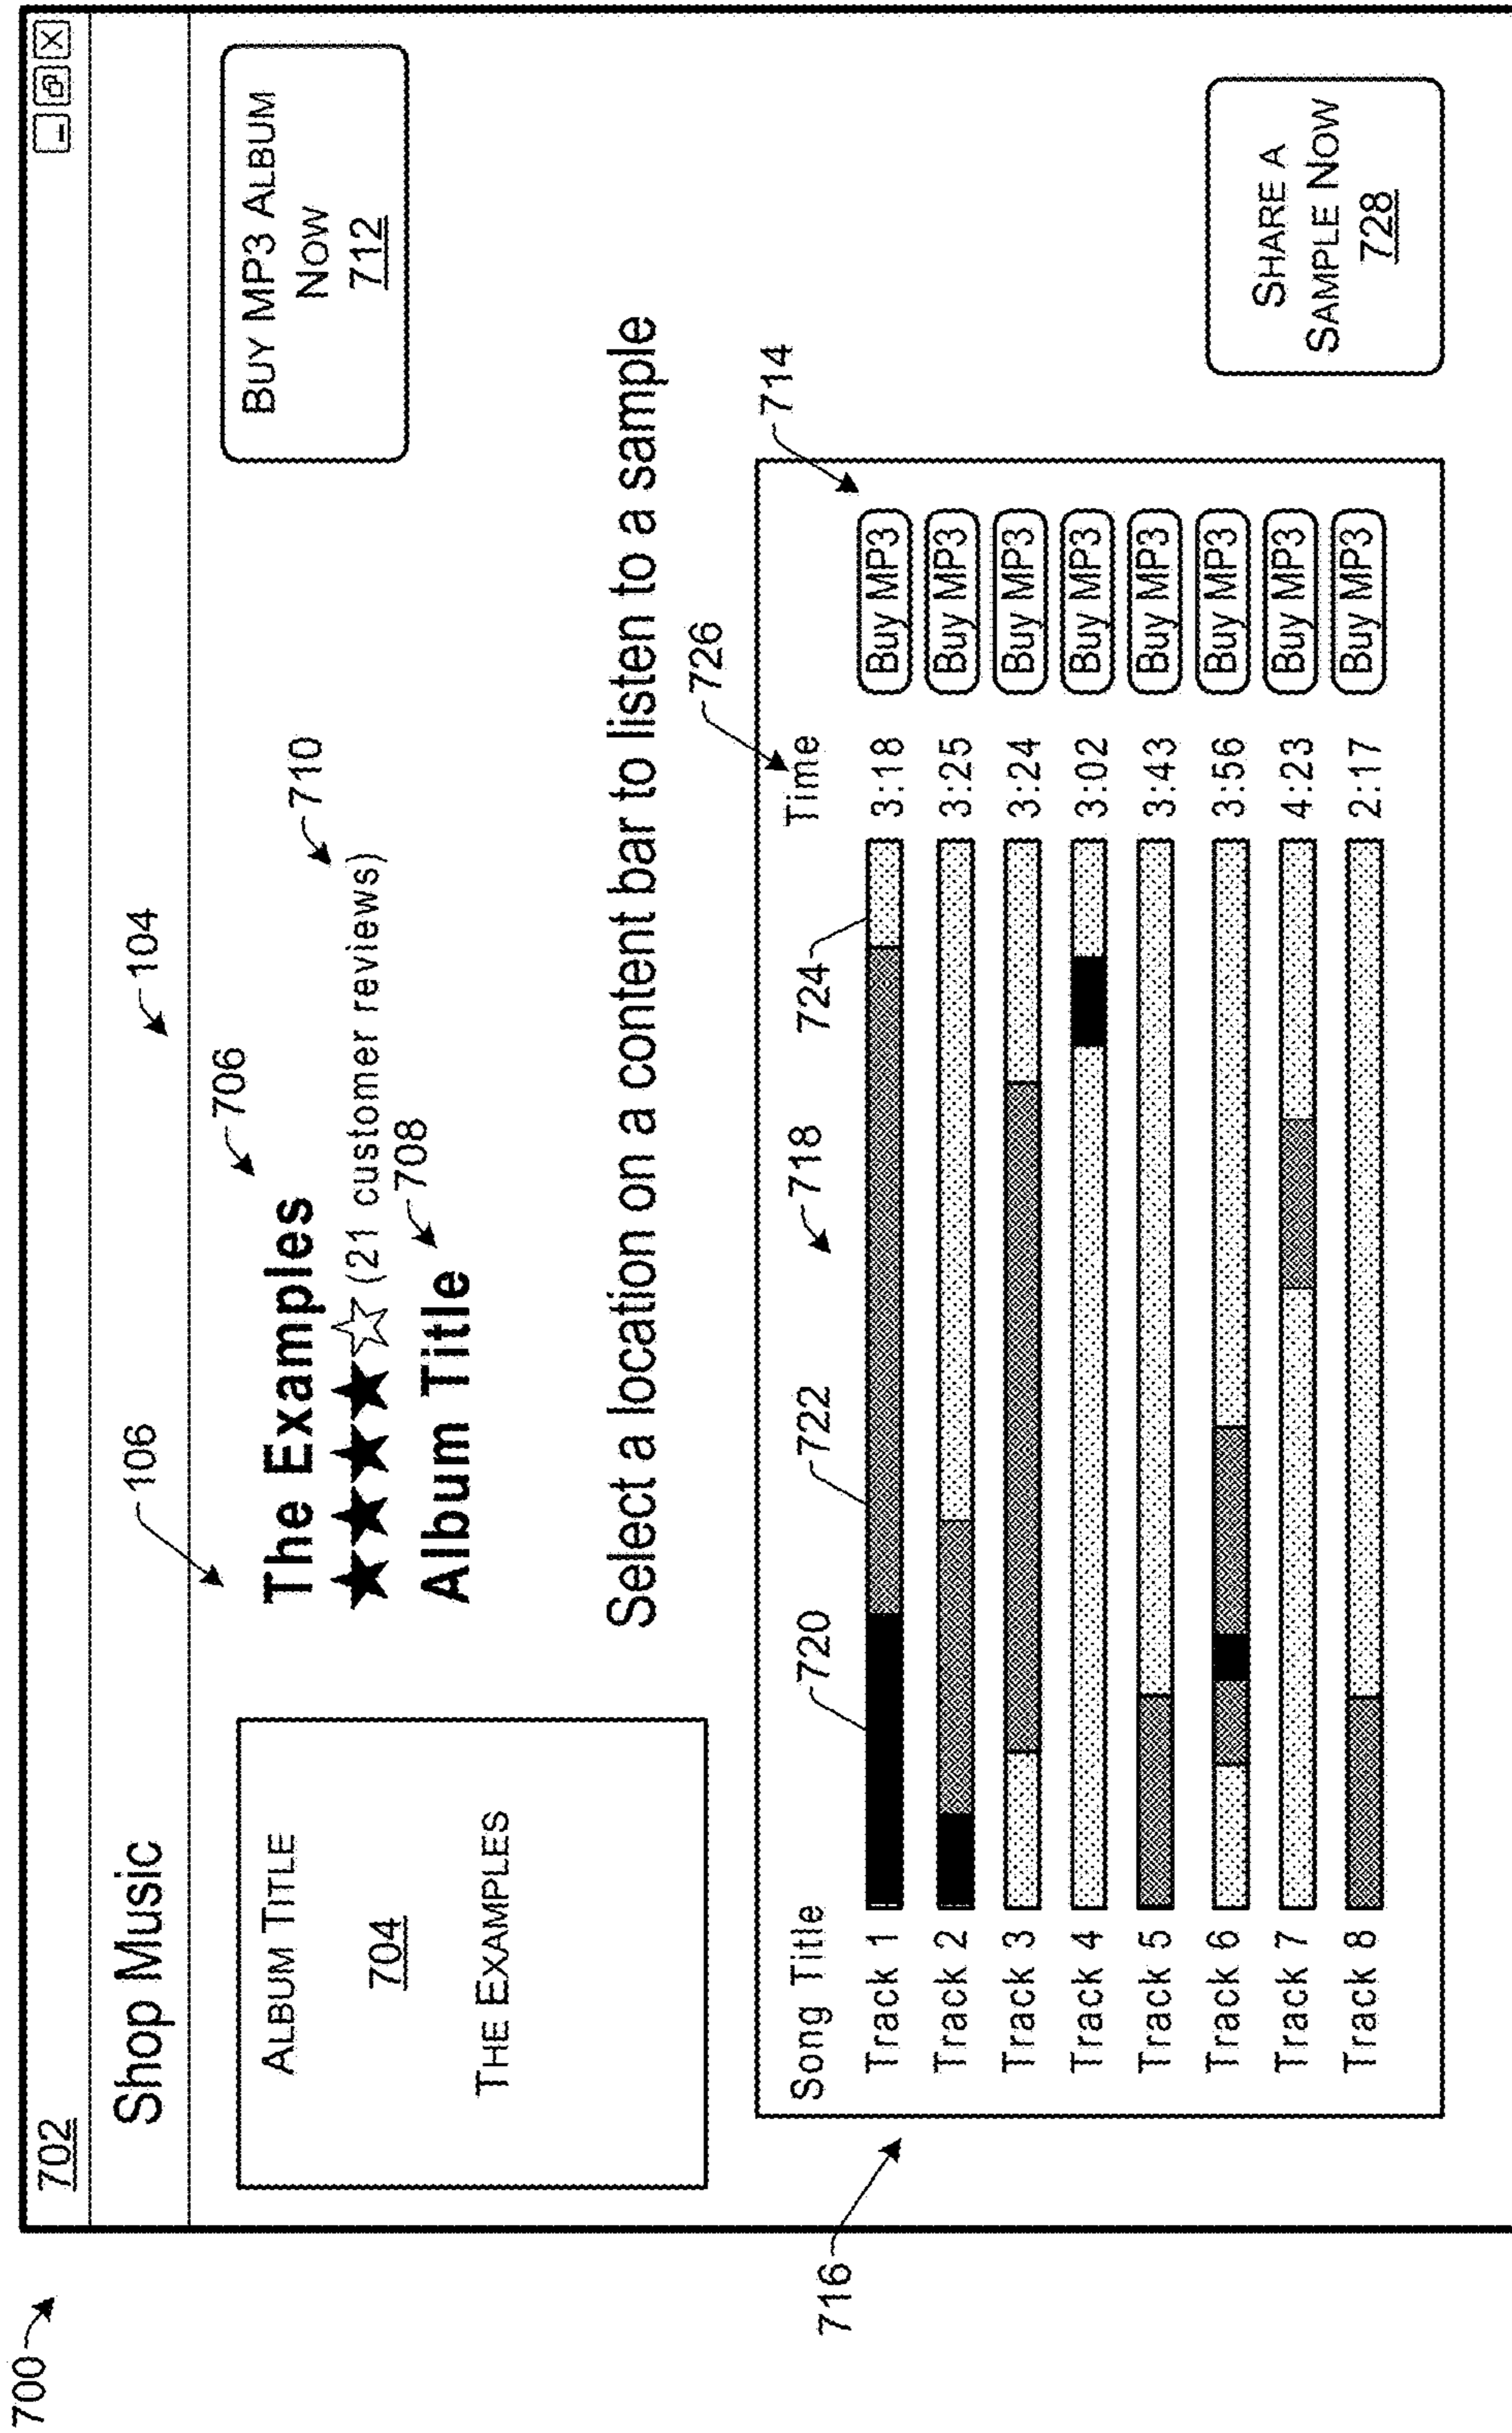 700
702
Shop Music
106
104
ALBUM TITLE
704
THE EXAMPLES
The Examples
706
(21 customer reviews)
710
Album Title
708
BUY MP3 ALBUM
NOW
712
Select a location on a content bar to listen to a sample
716
720
722
718
724
726
714
Song Title Time
Track 1 3:18 Buy MP3
Track 2 3:25 Buy MP3
Track 3 3:24 Buy MP3
Track 4 3:02 Buy MP3
Track 5 3:43 Buy MP3
Track 6 3:56 Buy MP3
Track 7 4:23 Buy MP3
Track 8 2:17 Buy MP3
SHARE A
SAMPLE NOW
728